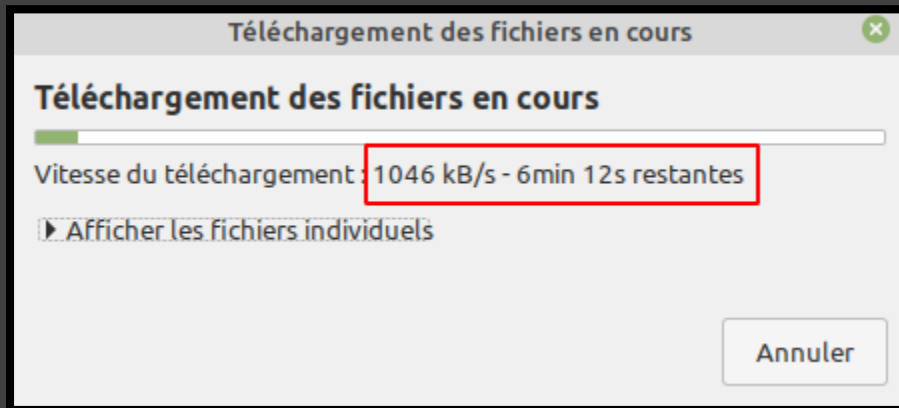 Téléchargement des fichiers en cours
Téléchargement des fichiers en cours
Vitesse du téléchargement : 1046 kB/s - 6min 12s restantes
Afficher les fichiers individuels
Annuler